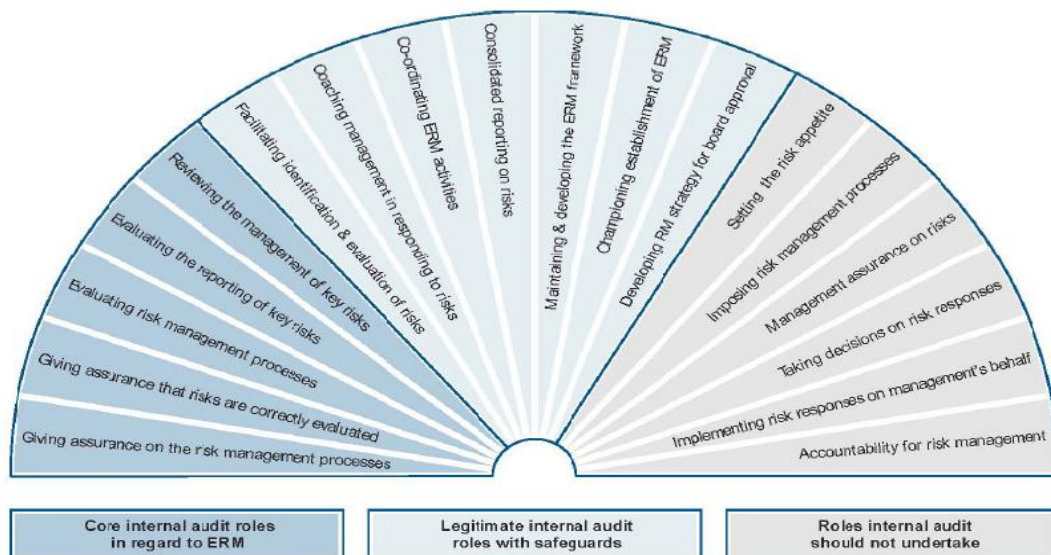 Giving assurance on the risk management processes
Giving assurance that risks are correctly evaluated
Evaluating risk management processes
Evaluating the reporting of key risks
Reviewing the management of key risks
Facilitating identification & evaluation of risks
Coaching management in responding to risks
Co-ordinating ERM activities
Consolidated reporting on risks
Maintaining & developing the ERM framework
Championing establishment of ERM
Developing RM strategy for board approval
Setting the risk appetite
Imposing risk management processes
Management assurance on risks
Taking decisions on risk responses
Implementing risk responses on management's behalf
Accountability for risk management
Core internal audit roles
in regard to ERM
Legitimate internal audit
roles with safeguards
Roles internal audit
should not undertake